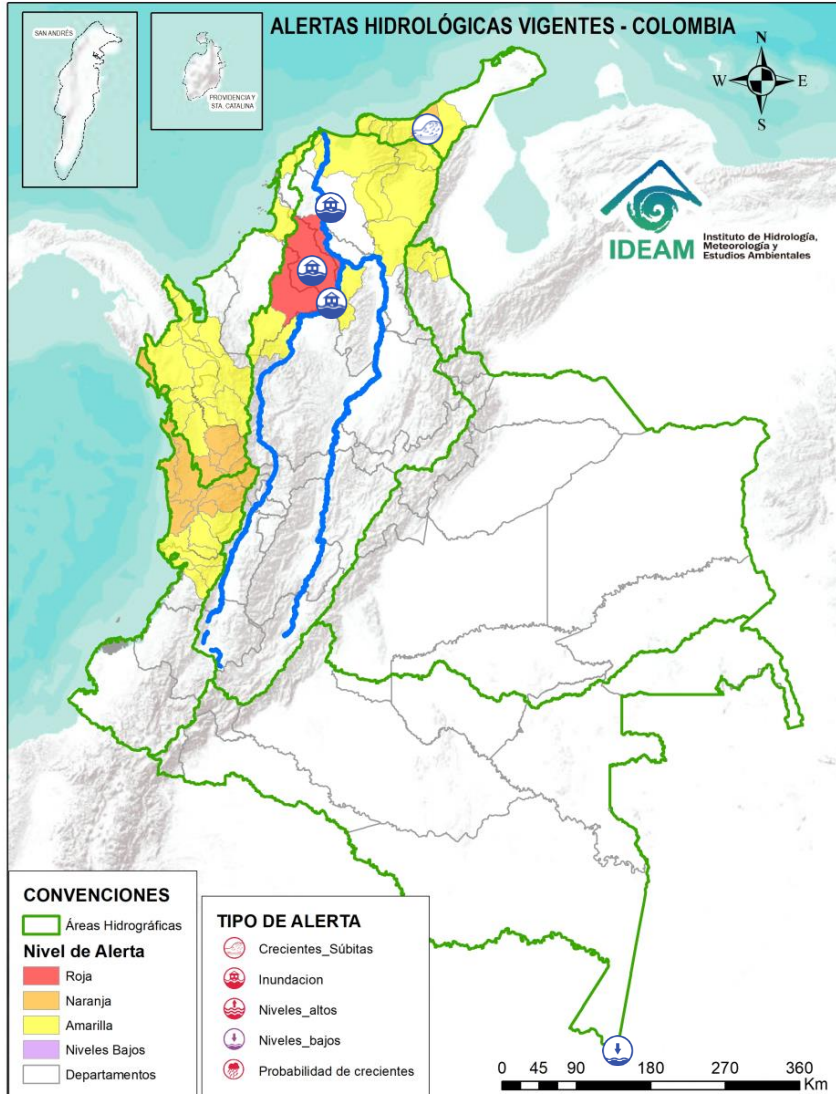 ALERTAS HIDROLÓGICAS VIGENTES - COLOMBIA
SAN ANDRÉS
PROVIDENCIA Y
STA. CATALINA
N
W
E
S
IDEAM
Instituto de Hidrología,
Meteorología y
Estudios Ambientales
CONVENCIONES
Áreas Hidrográficas
Nivel de Alerta
Roja
Naranja
Amarilla
Niveles Bajos
Departamentos
TIPO DE ALERTA
Crecientes_Súbitas
Inundacion
Niveles_altos
Niveles_bajos
Probabilidad de crecientes
0 45 90 180 270 360
Km